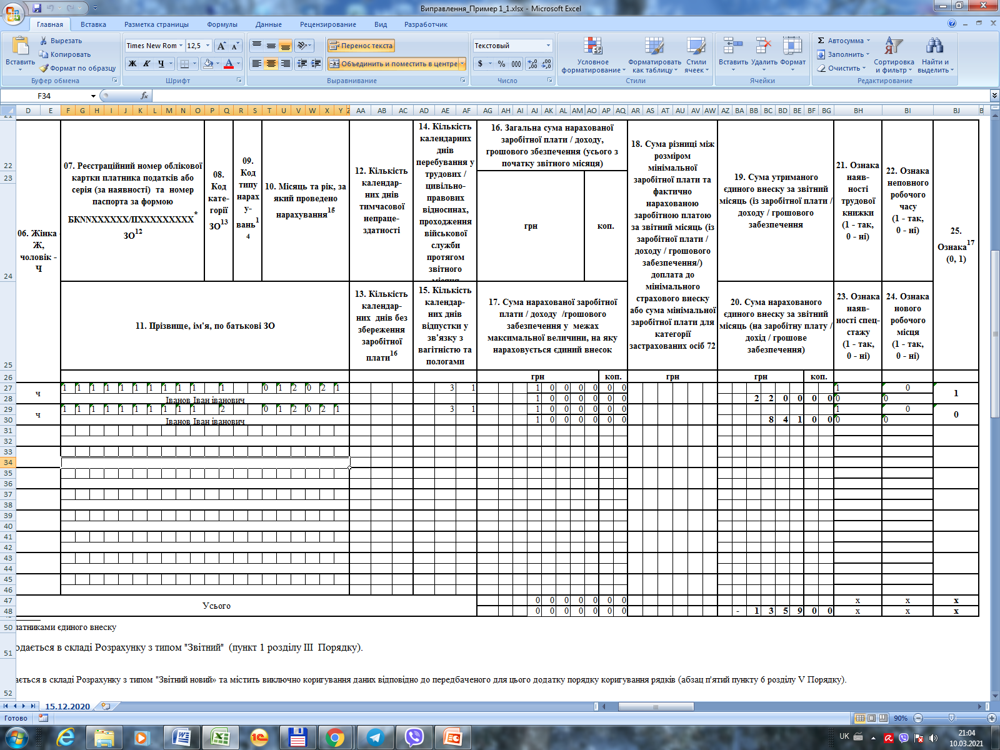 Виправлення_Пример 1_1.xlsx - Microsoft Excel
Главная Вставка Разметка страницы Формулы Данные Рецензирование Вид Разработчик
Вставить
Вырезать
Копировать
Формат по образцу
Буфер обмена
Times New Rom 12,5
Ж К Ч
Шрифт
Перенос текста
Объединить и поместить в центре
Выравнивание
Текстовый
$ % 000
Число
Условное форматирование
Форматировать как таблицу
Стили ячеек
Стили
Вставить Удалить Формат
Ячейки
Σ Автосумма
Заполнить
Очистить
Сортировка и фильтр
Найти и выделить
Редактирование
F34 fx
D E F G H I J K L M N O P Q R S T U V W X Y Z AA AB AC AD AE AF AG AH AI AJ AK AL AM AO AP AQ AR AS AT AU AV AW AZ BA BB BC BD BE BF BG BH BI BJ B
21
22
23
24
25
26
06. Жінка - Ж, чоловік - Ч
07. Реєстраційний номер облікової картки платника податків або серія (за наявності) та номер паспорта за формою
БКNNXXXXXX/ПXXXXXXXXX*
ЗО12
08. Код кате-горії ЗО13
09. Код типу нарах у-вань14
10. Місяць та рік, за який проведено нарахування15
11. Прізвище, ім'я, по батькові ЗО
12. Кількість календар-них днів тимчасової непраце-здатності
13. Кількість календар-них днів без збереження заробітної плати16
14. Кількість календарних днів перебування у трудових / цивільно-правових відносинах, проходження військової служби протягом звітного місяця
15. Кількість календар-них днів відпустки у зв'язку з вагітністю та пологами
16. Загальна сума нарахованої заробітної плати / доходу, грошового збезпечення (усього з початку звітного місяця)
грн коп.
17. Сума нарахованої заробітної плати / доходу /грошового забезпечення у межах максимальної величини, на яку нараховується єдиний внесок
18. Сума різниці між розміром мінімальної заробітної плати та фактично нарахованою заробітною платою за звітний місяць (із заробітної плати / доходу / грошового забезпечення/) доплата до мінімального страхового внеску або сума мінімальної заробітної плати для категорії застрахованих осіб 72
19. Сума утриманого єдиного внеску за звітний місяць (із заробітної плати / доходу / грошового забезпечення
20. Сума нарахованого єдиного внеску за звітний місяць (на заробітну плату / дохід / грошове забезпечення)
21. Ознака наяв-ності трудової книжки (1 - так, 0 - ні)
22. Ознака неповного робочого часу (1 - так, 0 - ні)
23. Ознака наяв-ності спец-стажу (1 - так, 0 - ні)
24. Ознака нового робочого місця (1 - так, 0 - ні)
25. Ознака17 (0, 1)
грн коп. грн грн коп.
27 ч 1 1 1 1 1 1 1 1 1 1 1 0 1 2 0 2 1 3 1 1 0 0 0 0 0 0 1 0 1
28 Іванов Іван іванович 1 0 0 0 0 0 0 2 2 0 0 0 0 0 0
29 ч 1 1 1 1 1 1 1 1 1 1 2 0 1 2 0 2 1 3 1 1 0 0 0 0 0 0 1 0 0
30 Іванов Іван іванович 1 0 0 0 0 0 0 8 4 1 0 0 0 0
31
32
33
34
35
36
37
38
39
40
41
42
43
44
45
46
47 Усього 0 0 0 0 0 0 0 х х х
48 0 0 0 0 0 0 0 - 1 3 5 9 0 0 х х х
50 латниками єдиного внеску
51 одається в складі Розрахунку з типом "Звітний" (пункт 1 розділу III Порядку).
52 ається в складі Розрахунку з типом "Звітний новий» та містить виключно коригування даних відповідно до передбаченого для цього додатку порядку коригування рядків (абзац п'ятий пункту 6 розділу V Порядку).
15.12.2020
Готово 90%
UK
21:04
10.03.2021